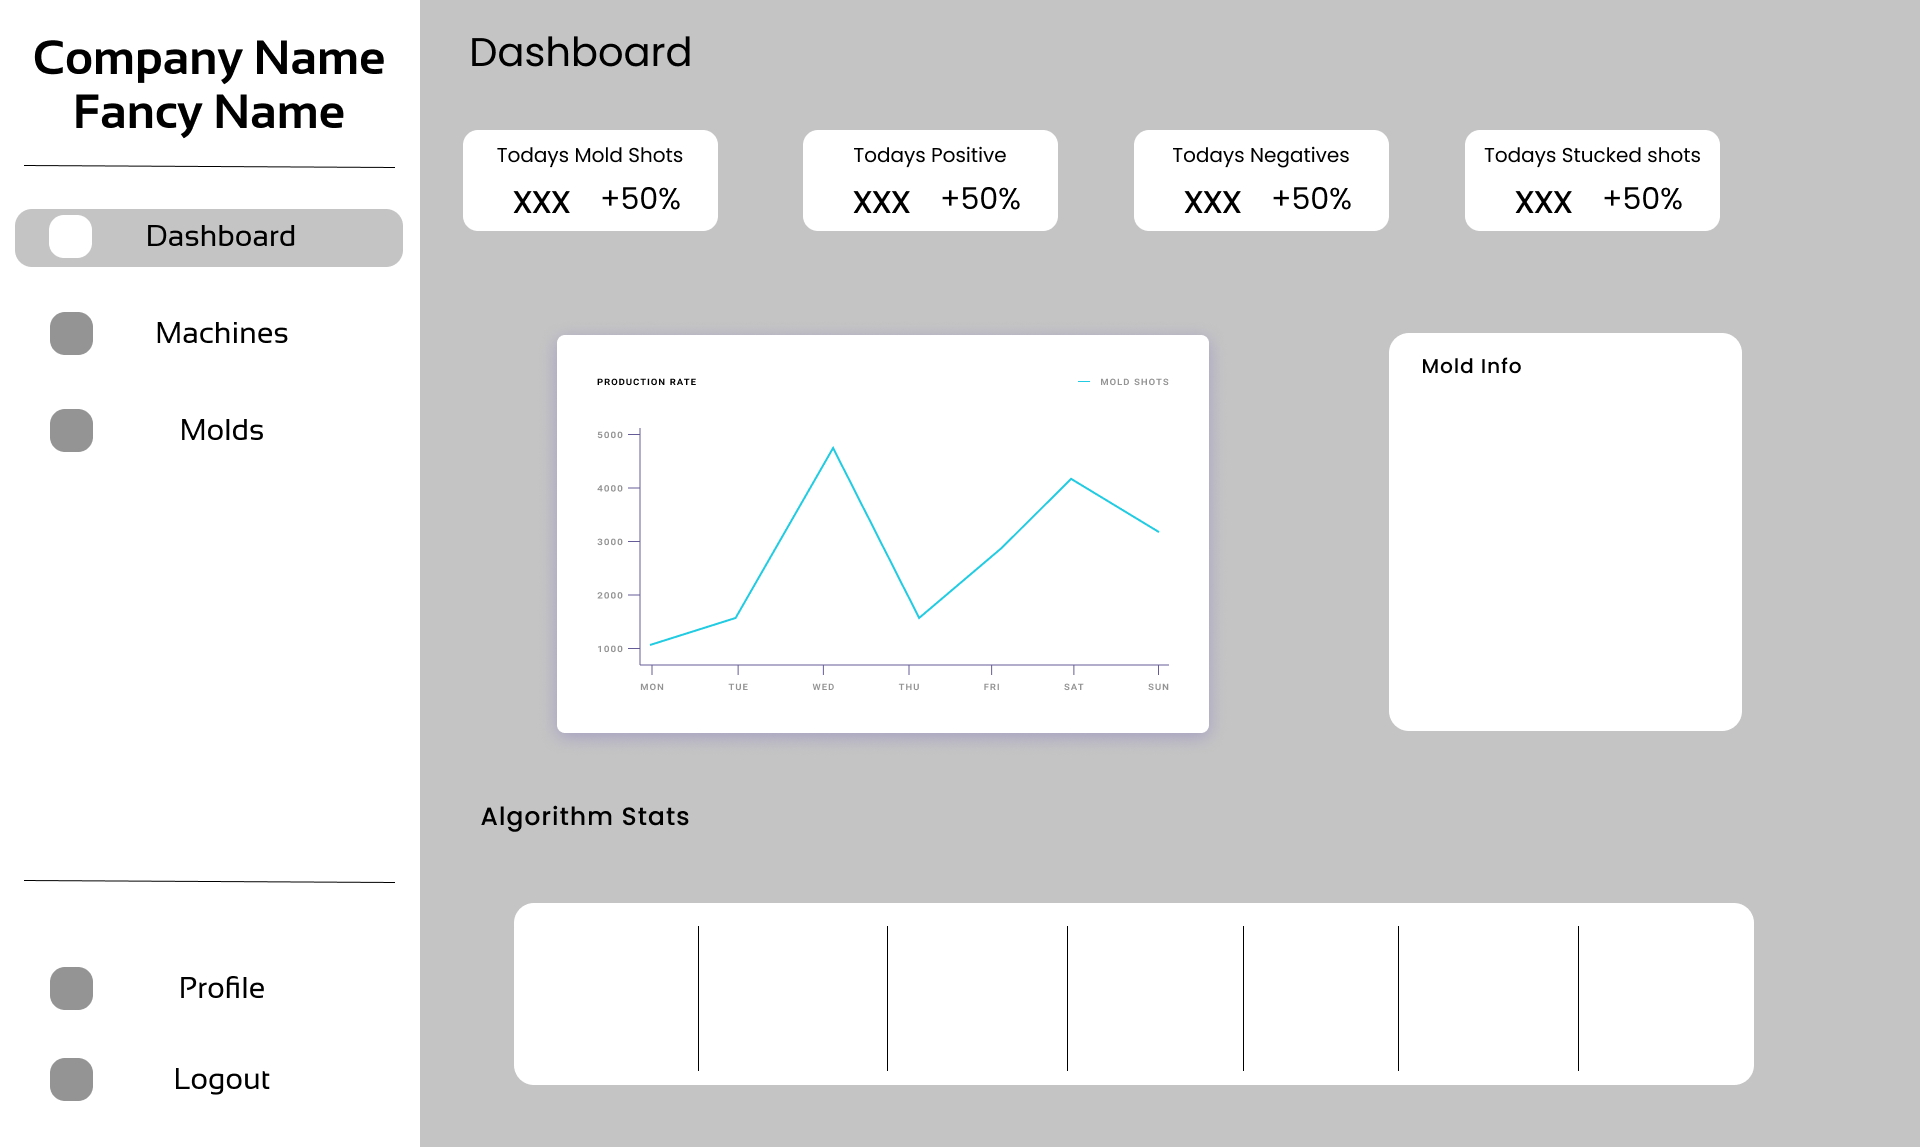 Company Name
Fancy Name
Dashboard
Machines
Molds
Profile
Logout
Dashboard
Todays Mold Shots
xxx +50%
Todays Positive
xxx +50%
Todays Negatives
xxx +50%
Todays Stucked shots
xxx +50%
PRODUCTION RATE
MOLD SHOTS
5000
4000
3000
2000
1000
MON TUE WED THU FRI SAT SUN
Mold Info
Algorithm Stats